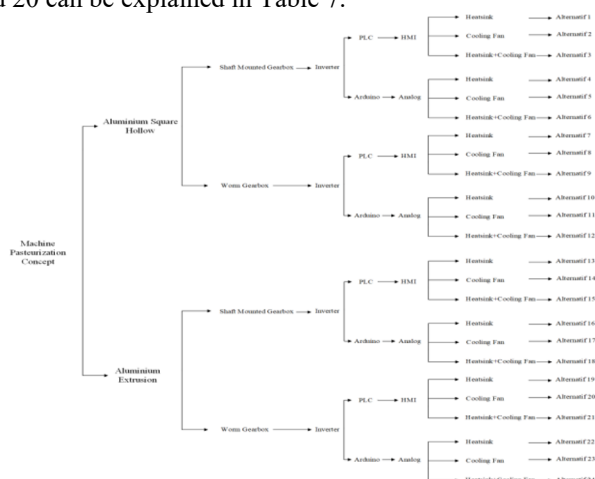 d 20 can be explained in Table 7.
Heatsink Alternatif 1
PLC HMI Cooling Fan Alternatif 2
Heatsink+Cooling Fan Alternatif 3
Shaft Mounted Gearbox Inverter
Heatsink Alternatif 4
Arduino Analog Cooling Fan Alternatif 5
Heatsink+Cooling Fan Alternatif 6
Aluminium Square
Hollow
Heatsink Alternatif 7
PLC HMI Cooling Fan Alternatif 8
Heatsink+Cooling Fan Alternatif 9
Worm Gearbox Inverter
Heatsink Alternatif 10
Arduino Analog Cooling Fan Alternatif 11
Heatsink+Cooling Fan Alternatif 12
Machine
Pasteurization
Concept
Heatsink Alternatif 13
PLC HMI Cooling Fan Alternatif 14
Heatsink+Cooling Fan Alternatif 15
Shaft Mounted Gearbox Inverter
Heatsink Alternatif 16
Arduino Analog Cooling Fan Alternatif 17
Heatsink+Cooling Fan Alternatif 18
Aluminium
Extrusion
Heatsink Alternatif 19
PLC HMI Cooling Fan Alternatif 20
Heatsink+Cooling Fan Alternatif 21
Worm Gearbox Inverter
Heatsink Alternatif 22
Arduino Analog Cooling Fan Alternatif 23